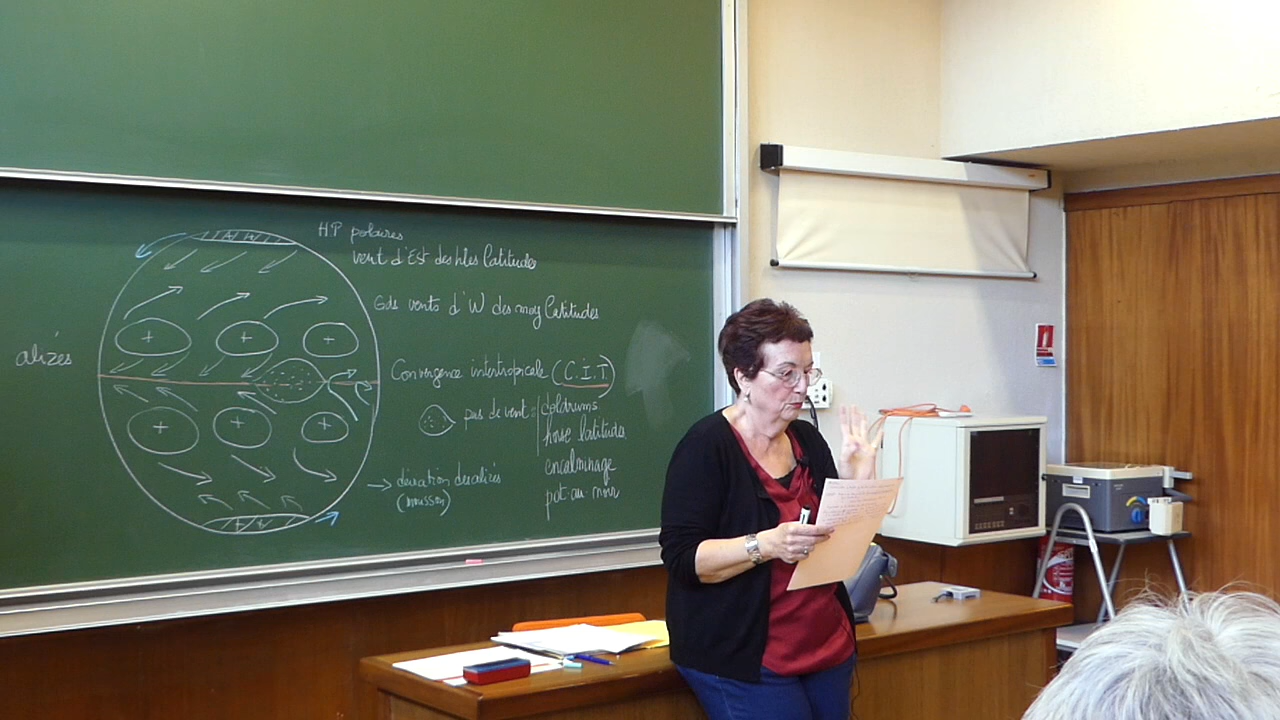 HP polaires
vent d'Est des htes latitudes
Gds vents d'W des moy latitudes
alizés
Convergence intertropicale (C.I.T)
pas de vent : doldrums
horse latitudes
encalminage
pot au noir
→ déviation des alizés
(mousson)